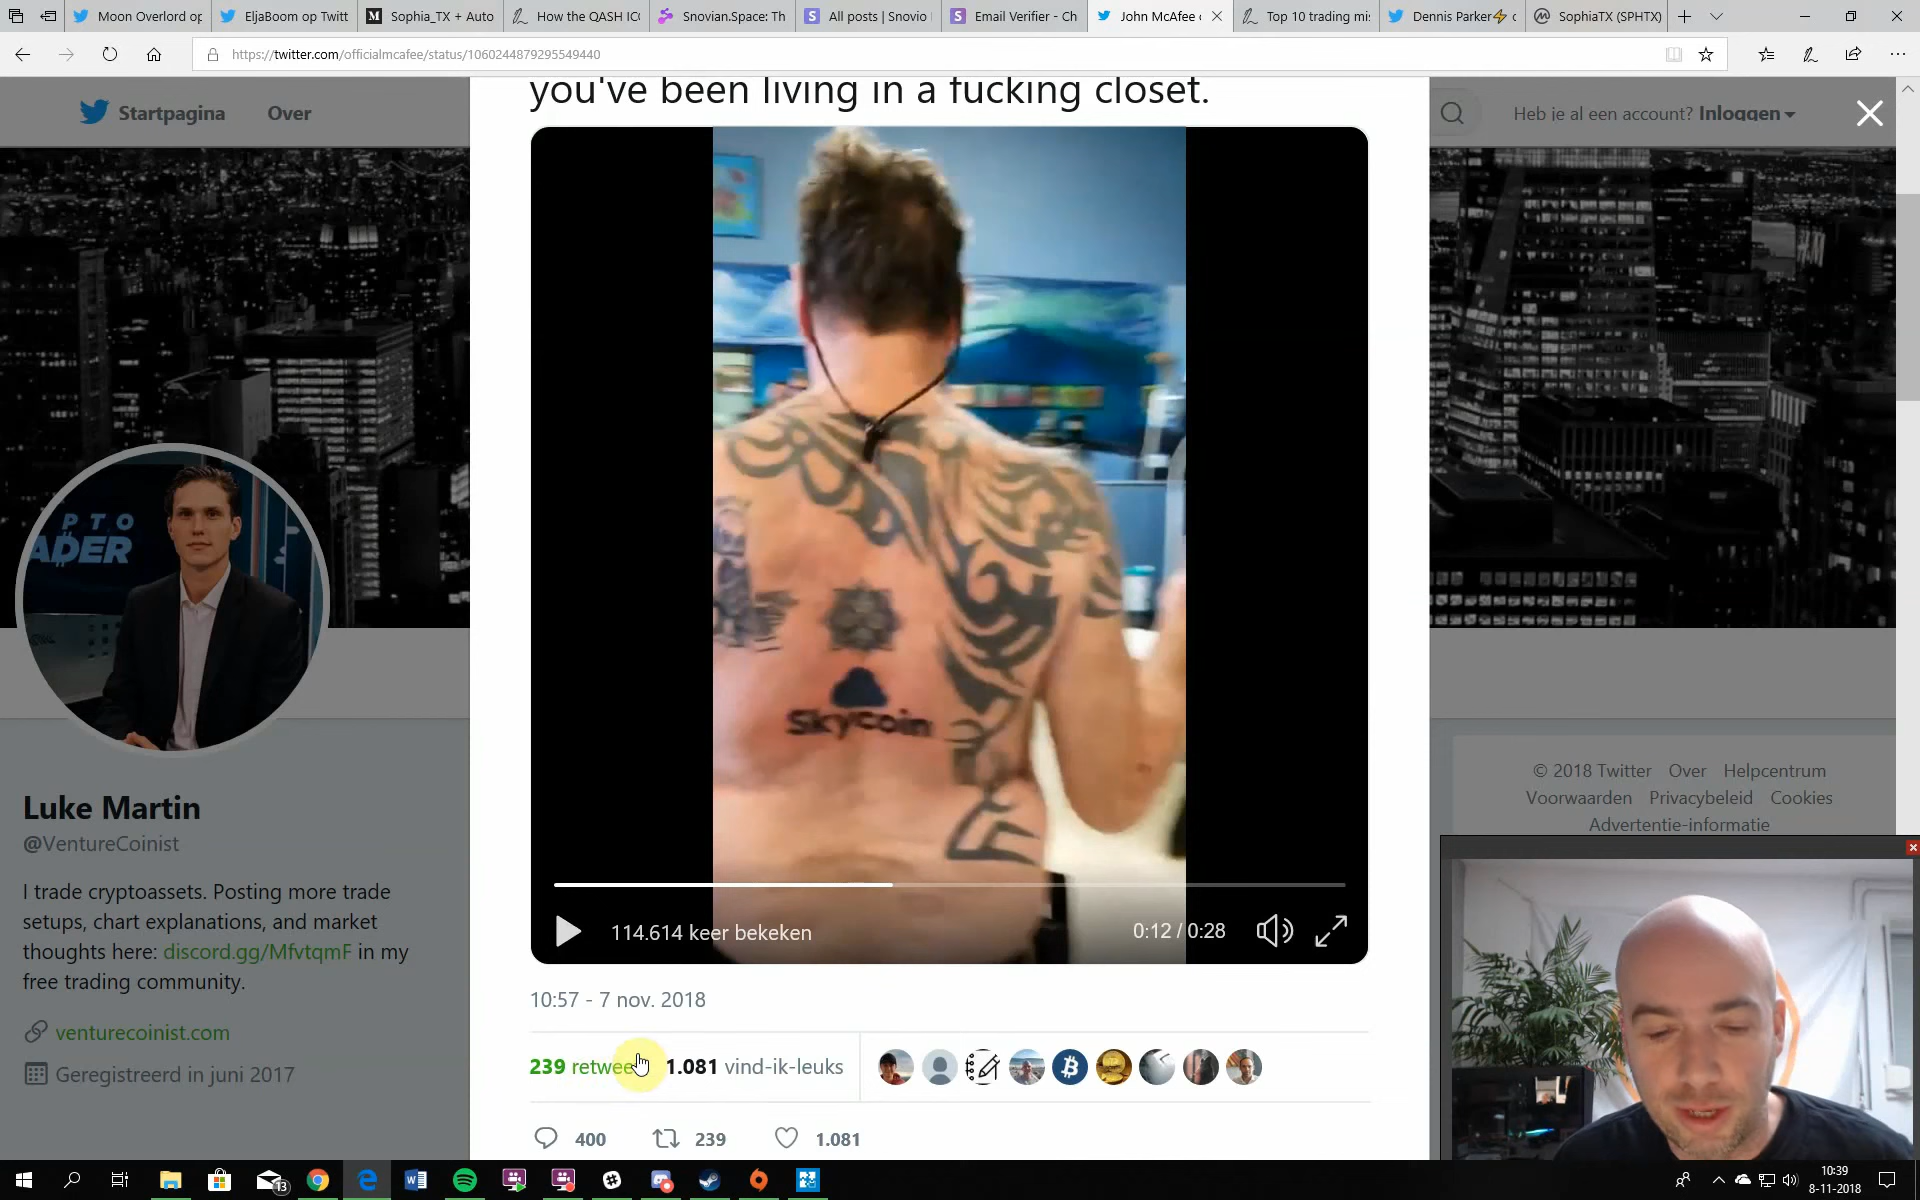 Moon Overlord op
EljaBoom op Twitt
Sophia_TX + Auto
How the QASH IC
Snovian.Space: Th
All posts | Snovio
Email Verifier - Ch
John McAfee
Top 10 trading mi
Dennis Parker⚡
SophiaTX (SPHTX)
https://twitter.com/officialmcafee/status/1060244879295549440
you've been living in a fucking closet.
Startpagina
Over
Heb je al een account? Inloggen
PTO
ADER
Skycoin
114.614 keer bekeken
0:12 / 0:28
10:57 - 7 nov. 2018
239 retwee
1.081 vind-ik-leuks
400
239
1.081
Luke Martin
@VentureCoinist
I trade cryptoassets. Posting more trade
setups, chart explanations, and market
thoughts here: discord.gg/MfvtqmF in my
free trading community.
venturecoinist.com
Geregistreerd in juni 2017
© 2018 Twitter Over Helpcentrum
Voorwaarden Privacybeleid Cookies
Advertentie-informatie
13
10:39
8-11-2018